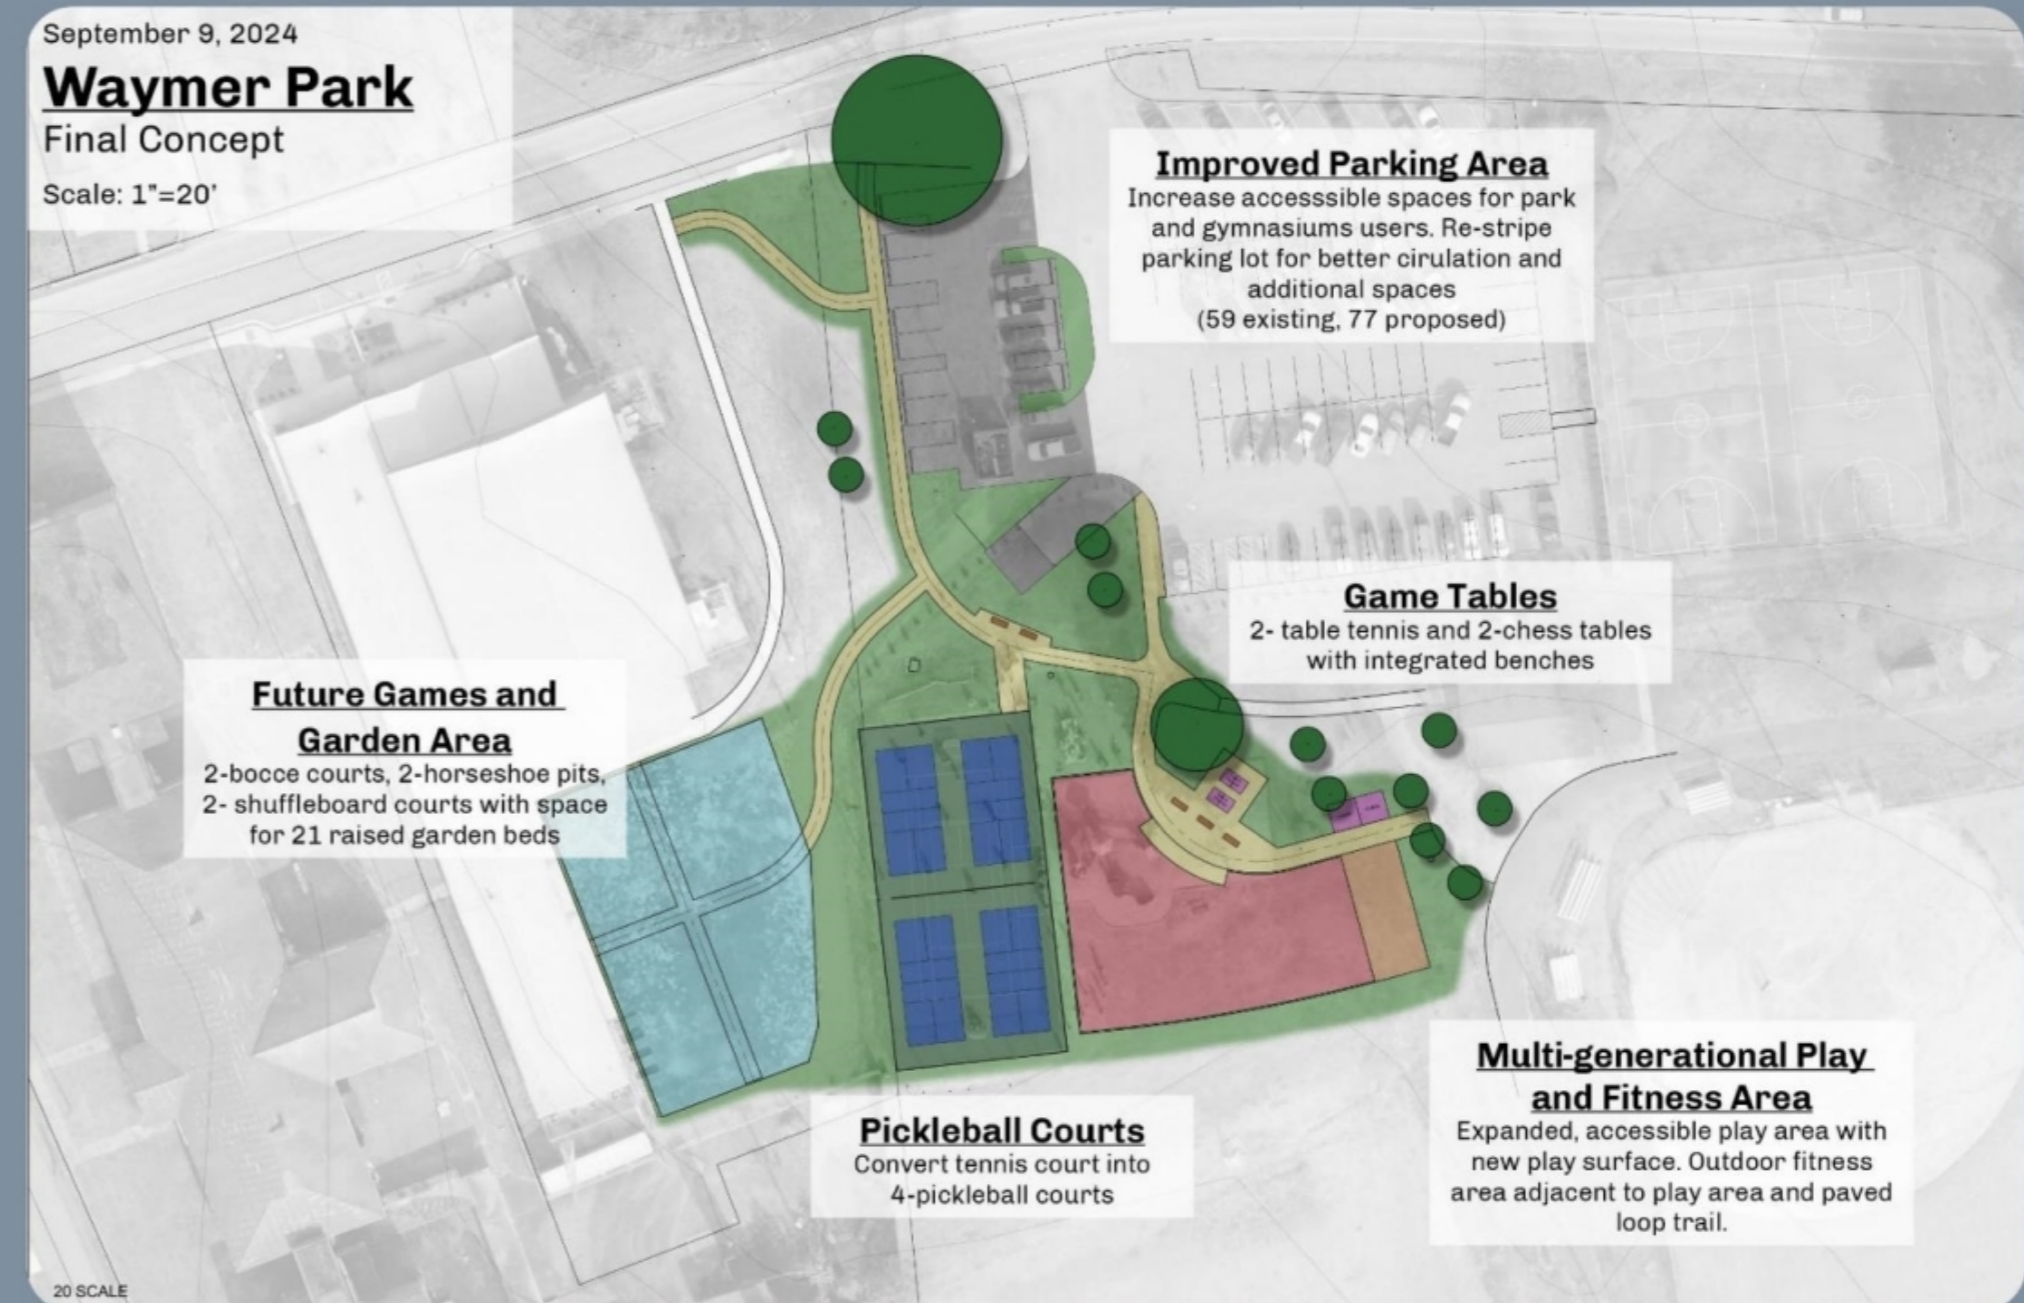 September 9, 2024
Waymer Park
Final Concept
Scale: 1"=20'
Improved Parking Area
Increase accesssible spaces for park
and gymnasiums users. Re-stripe
parking lot for better cirulation and
additional spaces
(59 existing, 77 proposed)
Game Tables
2- table tennis and 2-chess tables
with integrated benches
Future Games and
Garden Area
2-bocce courts, 2-horseshoe pits,
2- shuffleboard courts with space
for 21 raised garden beds
Pickleball Courts
Convert tennis court into
4-pickleball courts
Multi-generational Play
and Fitness Area
Expanded, accessible play area with
new play surface. Outdoor fitness
area adjacent to play area and paved
loop trail.
20 SCALE